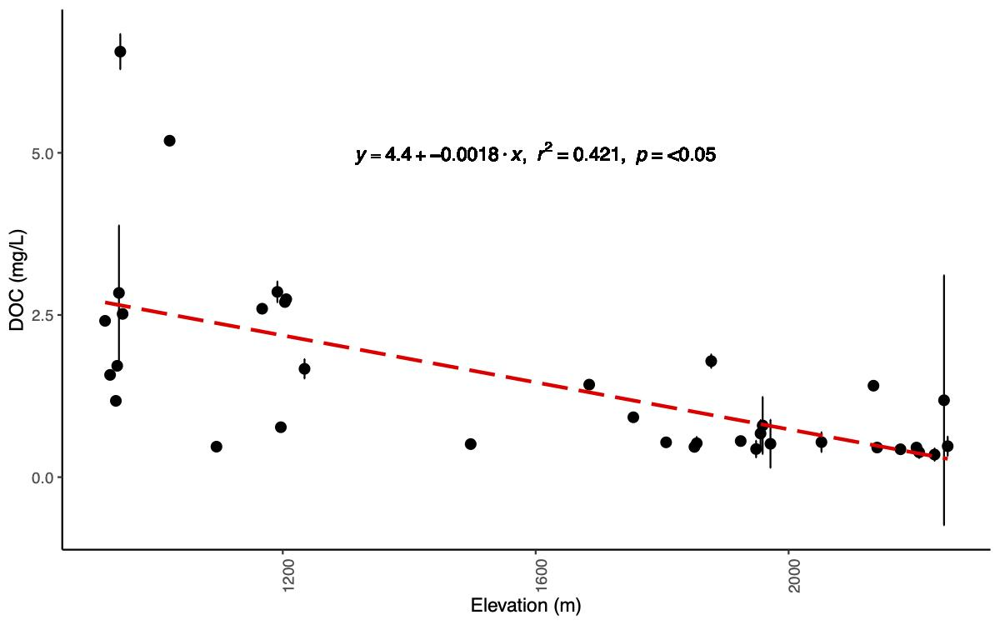 y = 4.4 + −0.0018 · x, r² = 0.421, p = <0.05
DOC (mg/L)
5.0
2.5
0.0
1200
1600
2000
Elevation (m)